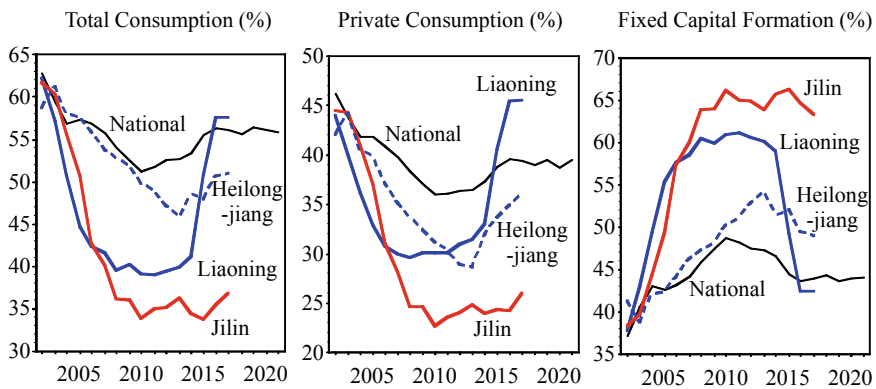 Total Consumption (%)
Private Consumption (%)
Fixed Capital Formation (%)
65
60
55
50
45
40
35
30
National
Heilong
-jiang
Liaoning
Jilin
2005
2010
2015
2020
50
45
40
35
30
25
20
Liaoning
National
Heilong
-jiang
Jilin
2005
2010
2015
2020
70
65
60
55
50
45
40
35
Jilin
Liaoning
Heilong
-jiang
National
2005
2010
2015
2020